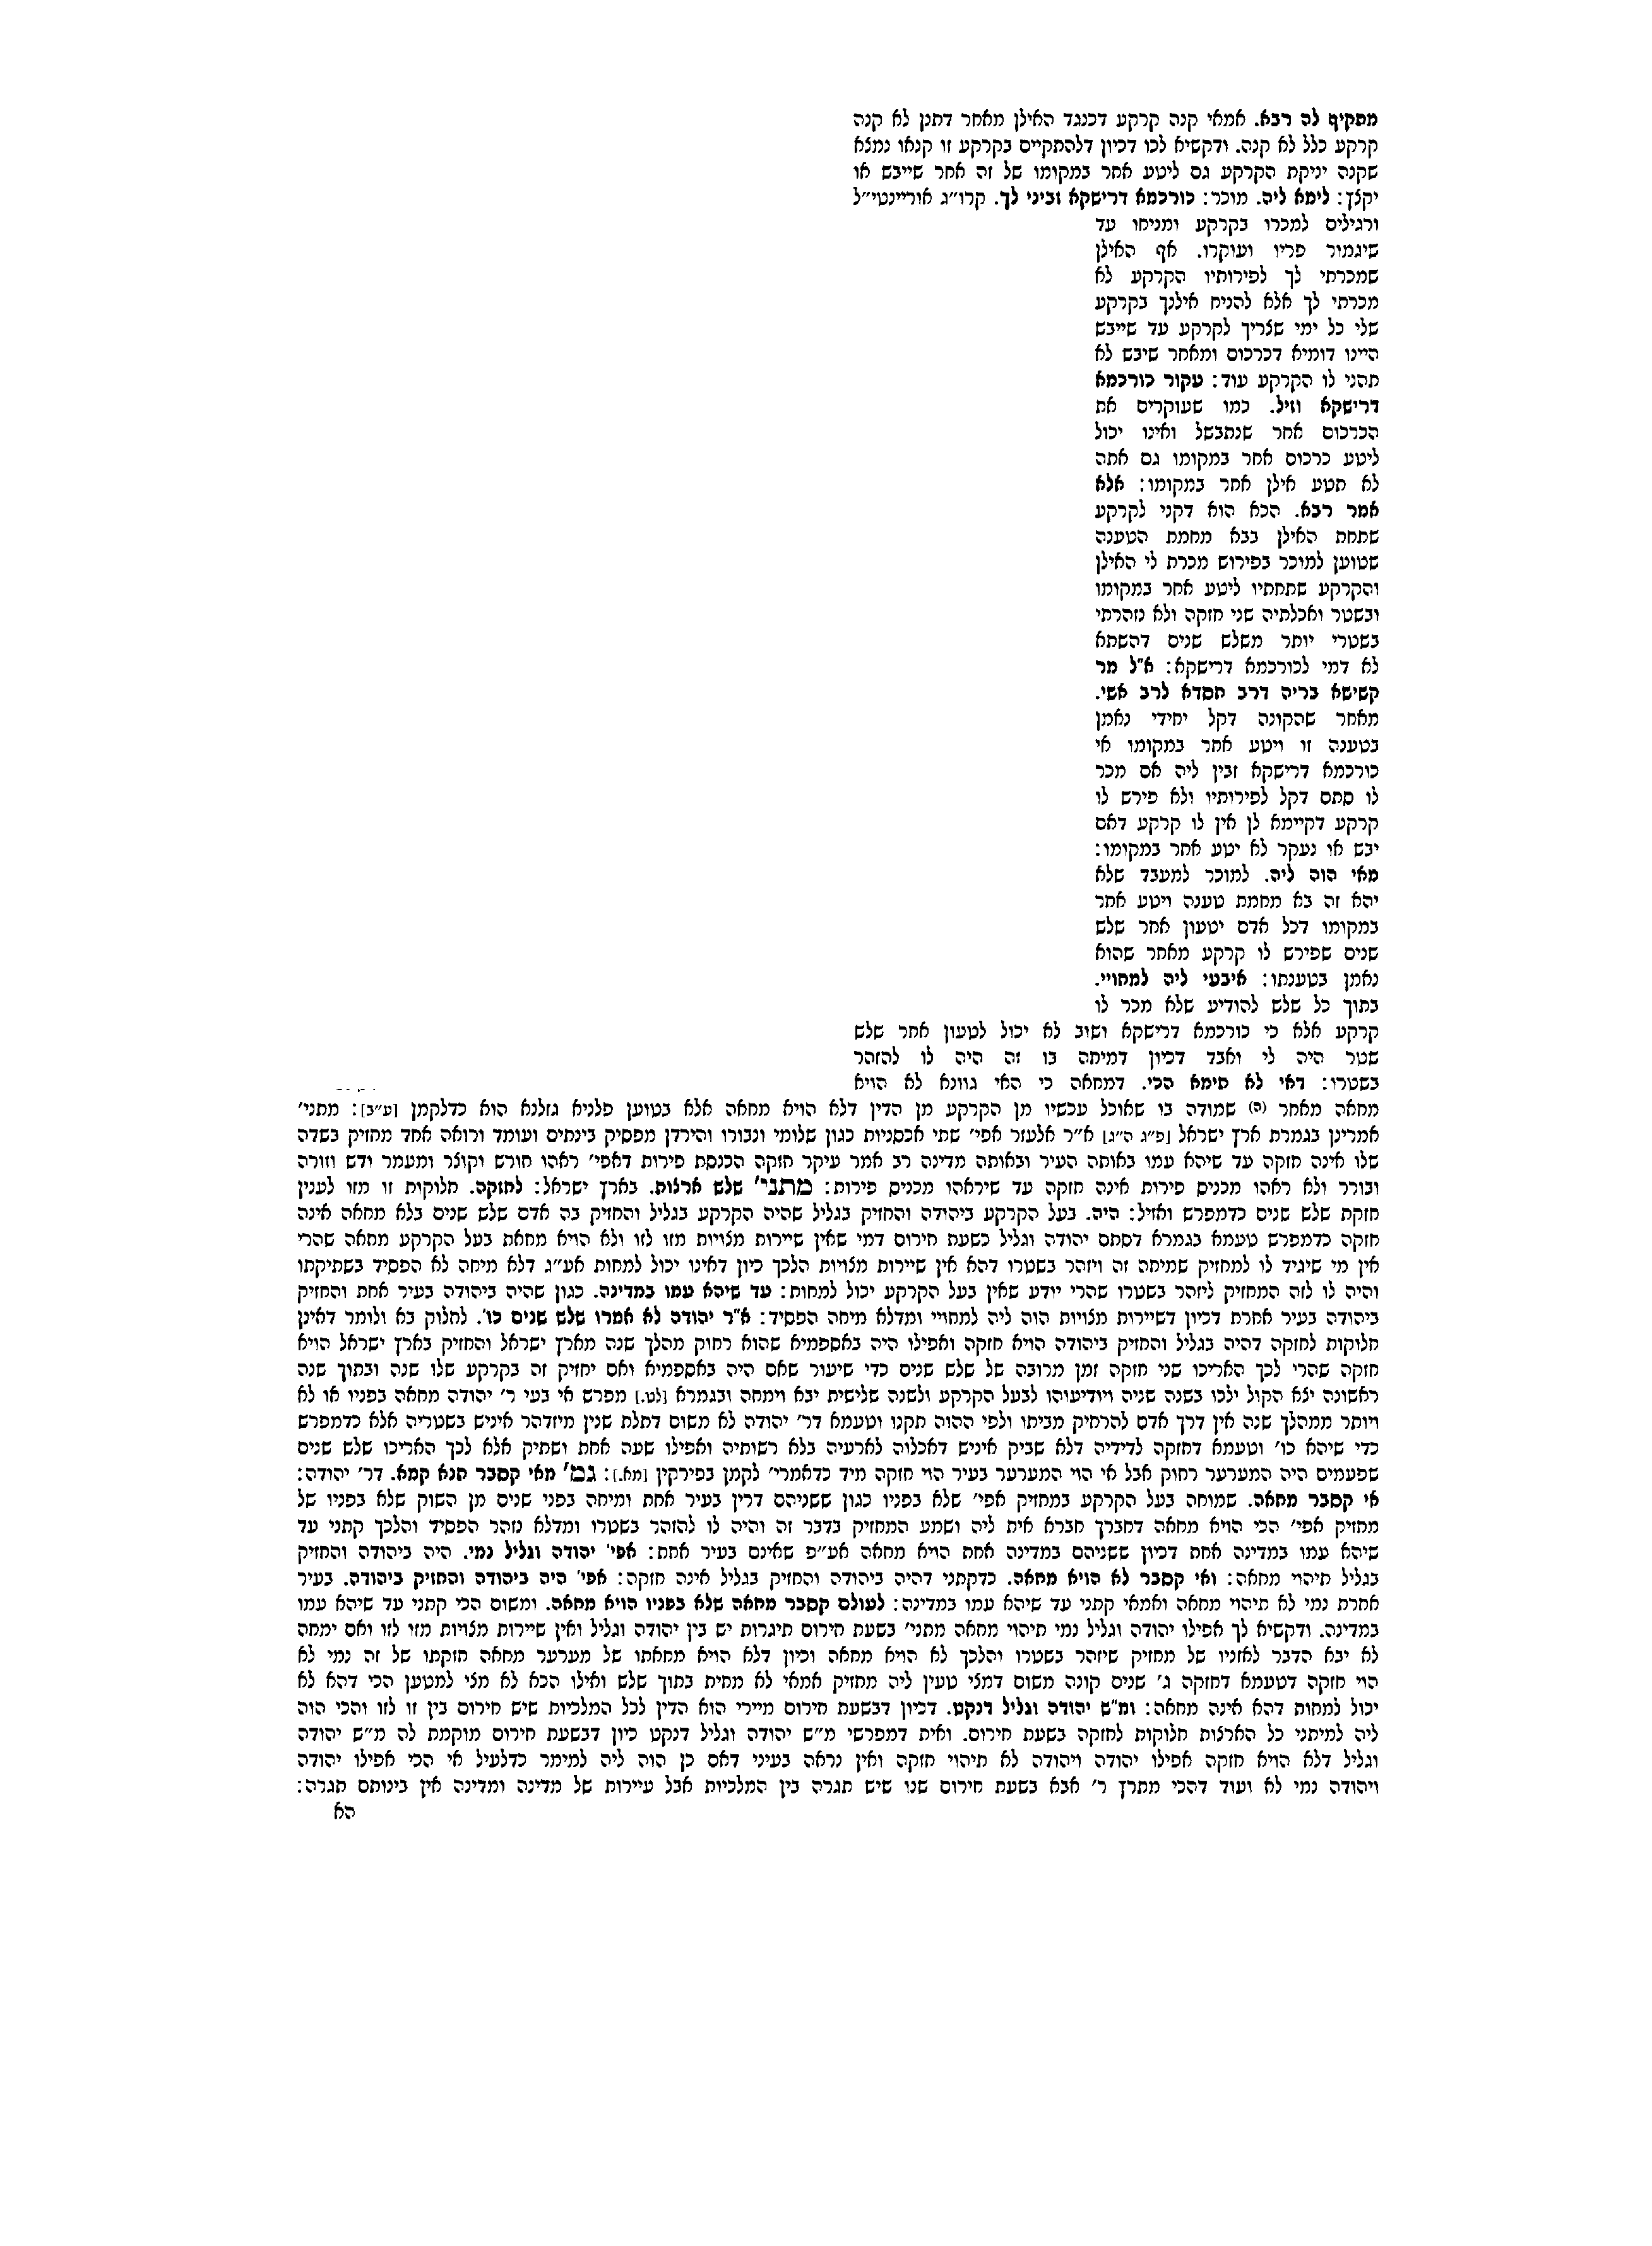 מתקיף לה רבא. אמאי קנה קרקע דכנגד האילן מאחר דתנן לא קנה
קרקע כלל לא קנה. ודקשיא לכו דכיון דלהתקיים בקרקע זו קנאו נמצא
שקנה יניקת הקרקע גם ליטע אחר במקומו של זה אחר שייבש או
יקצץ: לימא ליה. מוכר: כורכמא דרישקא זביני לך. קרו״ג אוריינטי״ל
ורגילים למכרו בקרקע ומניחו עד
שיגמור פריו ועוקרו. אף האילן
שמכרתי לך לפירותיו הקרקע לא
מכרתי לך אלא להניח אילנך בקרקע
שלי כל ימי שצריך לקרקע עד שייבש
היינו דומיא דכרכום ומאחר שיבש לא
תהני לו הקרקע עוד: עקור כורכמא
דרישקא וזיל. כמו שעוקרים את
הכרכום אחר שנתבשל ואינו יכול
ליטע כרכום אחר במקומו גם אתה
לא תטע אילן אחר במקומו: אלא
אמר רבא. הכא הוא דקני לקרקע
שתחת האילן בבא מחמת הטענה
שטוען למוכר בפירוש מכרת לי האילן
והקרקע שתחתיו ליטע אחר במקומו
ובשטר ואכלתיה שני חזקה ולא נזהרתי
בשטרי יותר משלש שנים דהשתא
לא דמי לכורכמא דרישקא: א״ל מר
קשישא בריה דרב חסדא לרב אשי.
מאחר שהקונה דקל יחידי נאמן
בטענה זו ויטע אחר במקומו אי
כורכמא דרישקא זבין ליה אם מכר
לו סתם דקל לפירותיו ולא פירש לו
קרקע דקיימא לן אין לו קרקע דאם
יבש או נעקר לא יטע אחר במקומו:
מאי הוה ליה. למוכר למעבד שלא
יהא זה בא מחמת טענה ויטע אחר
במקומו דכל אדם יטעון אחר שלש
שנים שפירש לו קרקע מאחר שהוא
נאמן בטענתו: איבעי ליה למחויי.
בתוך כל שלש להודיע שלא מכר לו
קרקע אלא כי כורכמא דרישקא ושוב לא יכול לטעון אחר שלש
שטר היה לי ואבד דכיון דמיחה בו זה היה לו להזהר
בשטרו: דאי לא תימא הכי. דמחאה כי האי גוונא לא הויא
מחאה מאחר (ס) שמודה בו שאוכל עכשיו מן הקרקע מן הדין דלא הויא מחאה אלא בטוען פלניא גזלנא הוא כדלקמן [ע״ב]: מתני׳
אמרינן בגמרת ארץ ישראל [פ״ג ה״ג] א״ר אלעזר אפי׳ שתי אכסניות כגון שלומי ונבורו והירדן מפסיק בינתים ועומד ורואה אחד מחזיק בשדה
שלו אינה חזקה עד שיהא עמו באותה העיר ובאותה מדינה רב אמר עיקר חזקה הכנסת פירות דאפי׳ ראהו חורש וקוצר ומעמר ודש וזורה
ובורר ולא ראהו מכניס פירות אינה חזקה עד שיראהו מכניס פירות: מתני׳ שלש ארצות. בארץ ישראל: לחזקה. חלוקות זו מזו לענין
חזקת שלש שנים כדמפרש ואזיל: היה. בעל הקרקע ביהודה והחזיק בגליל שהיה הקרקע בגליל והחזיק בה אדם שלש שנים בלא מחאה אינה
חזקה כדמפרש טעמא בגמרא דסתם יהודה וגליל כשעת חירום דמי שאין שיירות מצויות מזו לזו ולא הויא מחאת בעל הקרקע מחאה שהרי
אין מי שיגיד לו למחזיק שמיחה זה ויזהר בשטרו דהא אין שיירות מצויות הלכך כיון דאינו יכול למחות אע״ג דלא מיחה לא הפסיד בשתיקתו
והיה לו לזה המחזיק ליזהר בשטרו שהרי יודע שאין בעל הקרקע יכול למחות: עד שיהא עמו במדינה. כגון שהיה ביהודה בעיר אחת והחזיק
ביהודה בעיר אחרת דכיון דשיירות מצויות הוה ליה למחויי ומדלא מיחה הפסיד: א״ר יהודה לא אמרו שלש שנים כו׳. לחלוק בא ולומר דאינן
חלוקות לחזקה דהיה בגליל והחזיק ביהודה הויא חזקה ואפילו היה באספמיא שהוא רחוק מהלך שנה מארץ ישראל והחזיק בארץ ישראל הויא
חזקה שהרי לכך האריכו שני חזקה זמן מרובה של שלש שנים כדי שיעור שאם היה באספמיא ואם יחזיק זה בקרקע שלו שנה ובתוך שנה
ראשונה יצא הקול ילכו בשנה שניה ויודיעוהו לבעל הקרקע ולשנה שלישית יבא וימחה ובגמרא [לט.] מפרש אי בעי ר׳ יהודה מחאה בפניו או לא
ויותר ממהלך שנה אין דרך אדם להרחיק מביתו ולפי ההוה תקנו וטעמא דר׳ יהודה לא משום דתלת שנין מיזדהר איניש בשטריה אלא כדמפרש
כדי שיהא כו׳ וטעמא דחזקה לדידיה דלא שביק איניש דאכלוה לארעיה בלא רשותיה ואפילו שעה אחת ושתיק אלא לכך האריכו שלש שנים
שפעמים היה המערער רחוק אבל אי הוי המערער בעיר הוי חזקה מיד כדאמרי׳ לקמן בפירקין [מא.]: גמ׳ מאי קסבר תנא קמא. דר׳ יהודה:
אי קסבר מחאה. שמוחה בעל הקרקע במחזיק אפי׳ שלא בפניו כגון ששניהם דרין בעיר אחת ומיחה בפני שנים מן השוק שלא בפניו של
מחזיק אפי׳ הכי הויא מחאה דחברך חברא אית ליה ושמע המחזיק בדבר זה והיה לו להזהר בשטרו ומדלא נזהר הפסיד והלכך קתני עד
שיהא עמו במדינה אחת דכיון ששניהם במדינה אחת הויא מחאה אע״פ שאינם בעיר אחת: אפי׳ יהודה וגליל נמי. היה ביהודה והחזיק
בגליל תיהוי מחאה: ואי קסבר לא הויא מחאה. כדקתני דהיה ביהודה והחזיק בגליל אינה חזקה: אפי׳ היה ביהודה והחזיק ביהודה. בעיר
אחרת נמי לא תיהוי מחאה ואמאי קתני עד שיהא עמו במדינה: לעולם קסבר מחאה שלא בפניו הויא מחאה. ומשום הכי קתני עד שיהא עמו
במדינה. ודקשיא לך אפילו יהודה וגליל נמי תיהוי מחאה מתני׳ בשעת חירום תיגרות יש בין יהודה וגליל ואין שיירות מצויות מזו לזו ואם ימחה
לא יבא הדבר לאזניו של מחזיק שיזהר בשטרו והלכך לא הויא מחאה וכיון דלא הויא מחאתו של מערער מחאה חזקתו של זה נמי לא
הוי חזקה דטעמא דחזקה ג׳ שנים קונה משום דמצי טעין ליה מחזיק אמאי לא מחית בתוך שלש ואילו הכא לא מצי למטען הכי דהא לא
יכול למחות דהא אינה מחאה: ומ״ש יהודה וגליל דנקט. דכיון דבשעת חירום מיירי הוא הדין לכל המלכיות שיש חירום בין זו לזו והכי הוה
ליה למיתני כל הארצות חלוקות לחזקה בשעת חירום. ואית דמפרשי מ״ש יהודה וגליל דנקט כיון דבשעת חירום מוקמת לה מ״ש יהודה
וגליל דלא הויא חזקה אפילו יהודה ויהודה לא תיהוי חזקה ואין נראה בעיני דאם כן הוה ליה למימר כדלעיל אי הכי אפילו יהודה
ויהודה נמי לא ועוד דהכי מתרץ ר׳ אבא בשעת חירום שנו שיש תגרה בין המלכיות אבל עיירות של מדינה ומדינה אין בינותם תגרה:
הא